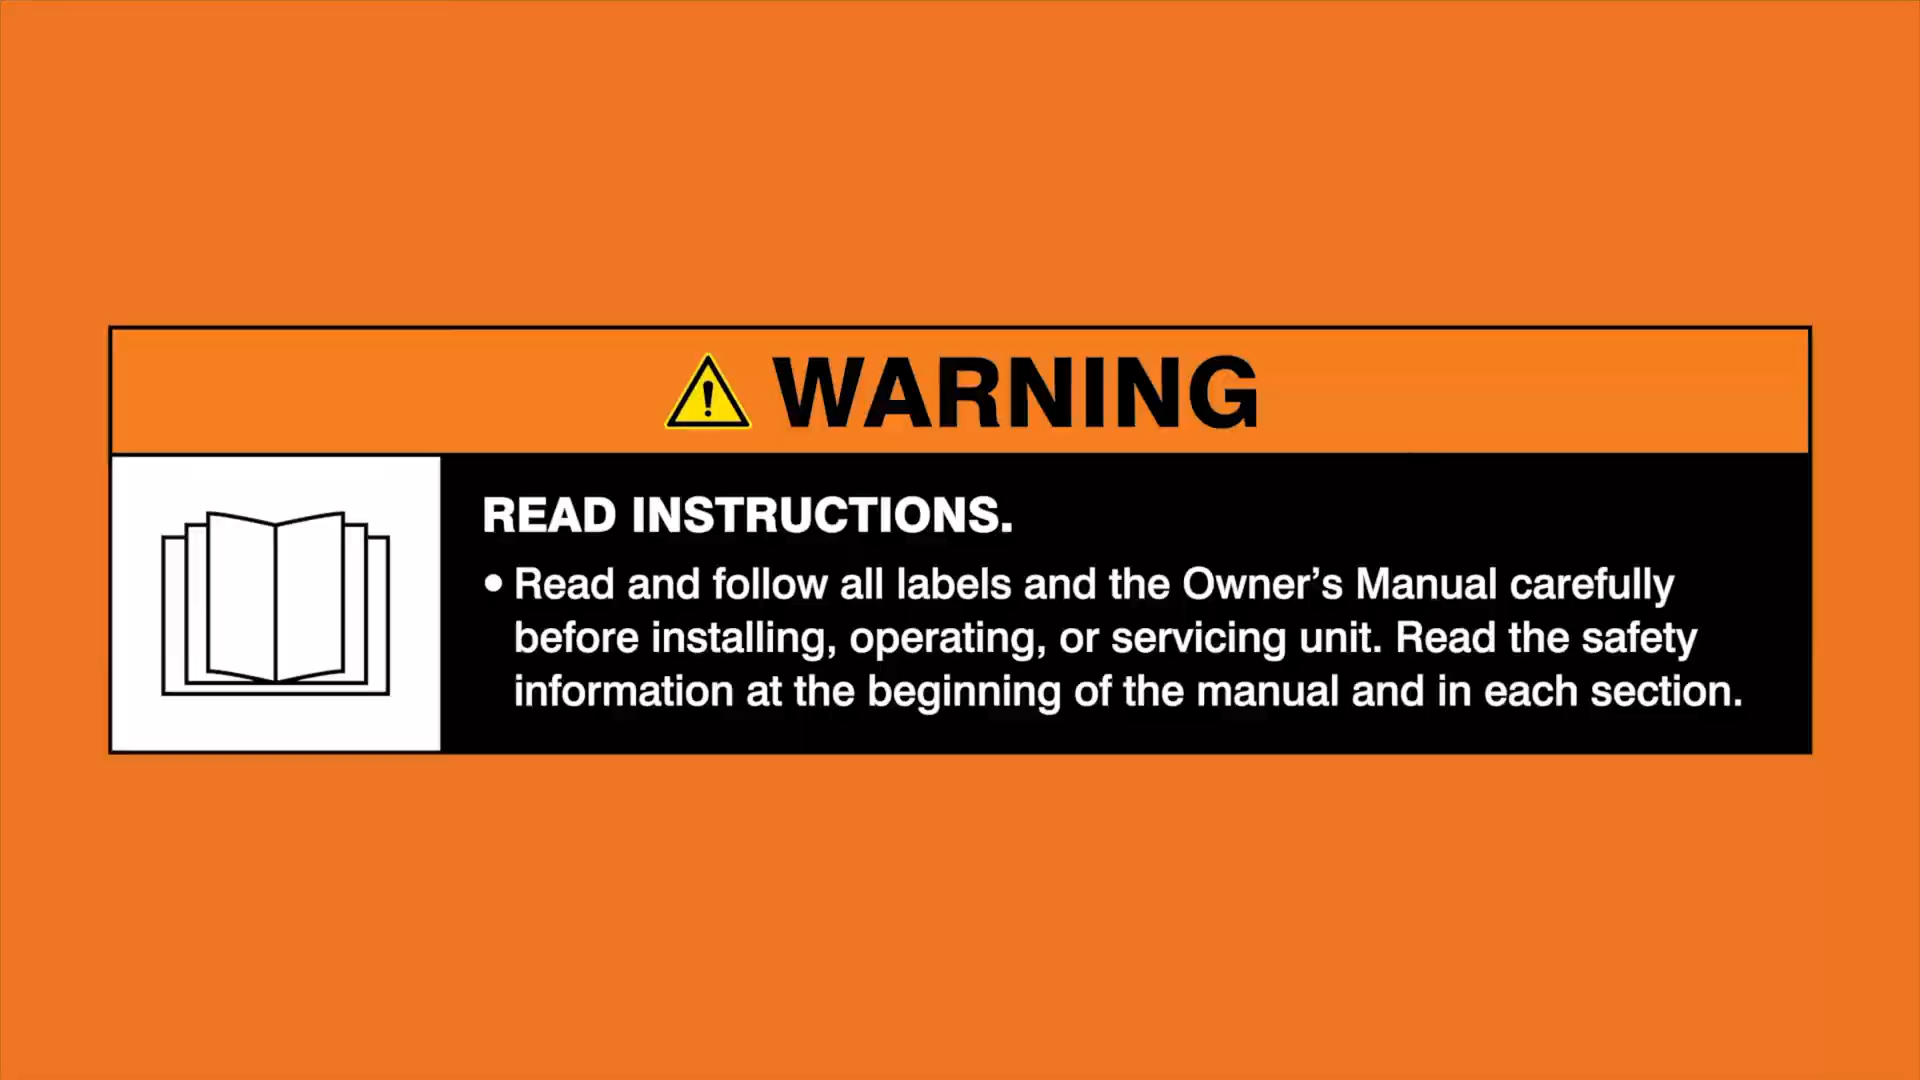 WARNING
READ INSTRUCTIONS.
• Read and follow all labels and the Owner’s Manual carefully
before installing, operating, or servicing unit. Read the safety
information at the beginning of the manual and in each section.